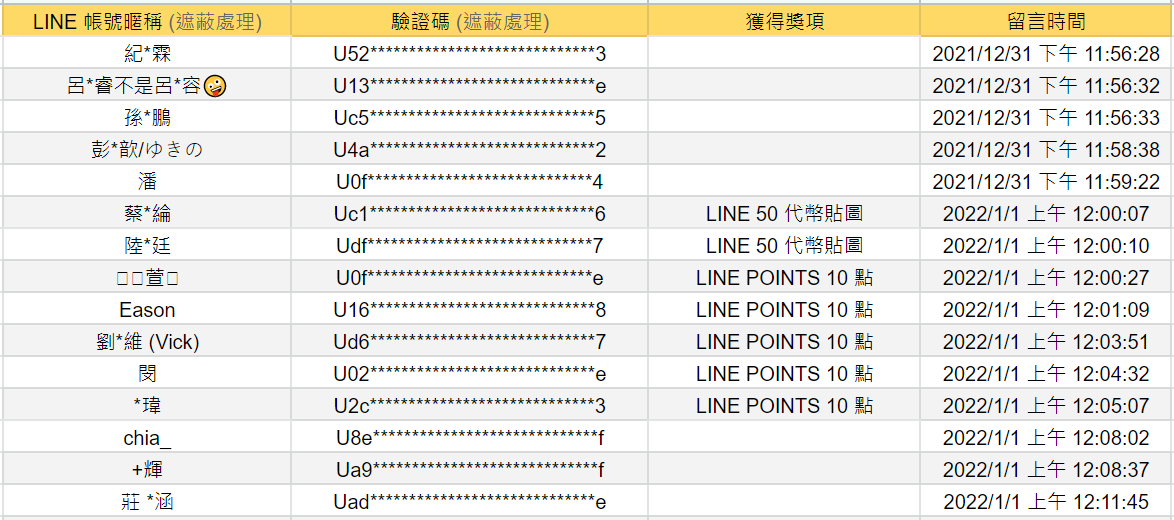 LINE 帳號暱稱 (遮蔽處理) 驗證碼 (遮蔽處理) 獲得獎項 留言時間
紀*霖 U52*****************************3 2021/12/31 下午 11:56:28
呂*睿不是呂*容🤪 U13*****************************e 2021/12/31 下午 11:56:32
孫*鵬 Uc5*****************************5 2021/12/31 下午 11:56:33
彭*歆/ゆきの U4a*****************************2 2021/12/31 下午 11:58:38
潘 U0f*****************************4 2021/12/31 下午 11:59:22
蔡*綸 Uc1*****************************6 LINE 50 代幣貼圖 2022/1/1 上午 12:00:07
陸*廷 Udf*****************************7 LINE 50 代幣貼圖 2022/1/1 上午 12:00:10
萱 U0f*****************************e LINE POINTS 10 點 2022/1/1 上午 12:00:27
Eason U16*****************************8 LINE POINTS 10 點 2022/1/1 上午 12:01:09
劉*維 (Vick) Ud6*****************************7 LINE POINTS 10 點 2022/1/1 上午 12:03:51
閔 U02*****************************e LINE POINTS 10 點 2022/1/1 上午 12:04:32
*瑋 U2c*****************************3 LINE POINTS 10 點 2022/1/1 上午 12:05:07
chia_ U8e*****************************f 2022/1/1 上午 12:08:02
+輝 Ua9*****************************f 2022/1/1 上午 12:08:37
莊 *涵 Uad*****************************e 2022/1/1 上午 12:11:45